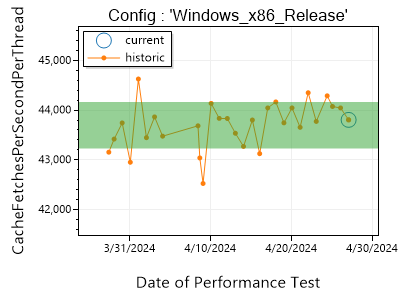 Config : 'Windows_x86_Release'
CacheFetchesPerSecondPerThread
current
historic
45,000
44,000
43,000
42,000
3/31/2024
4/10/2024
4/20/2024
4/30/2024
Date of Performance Test